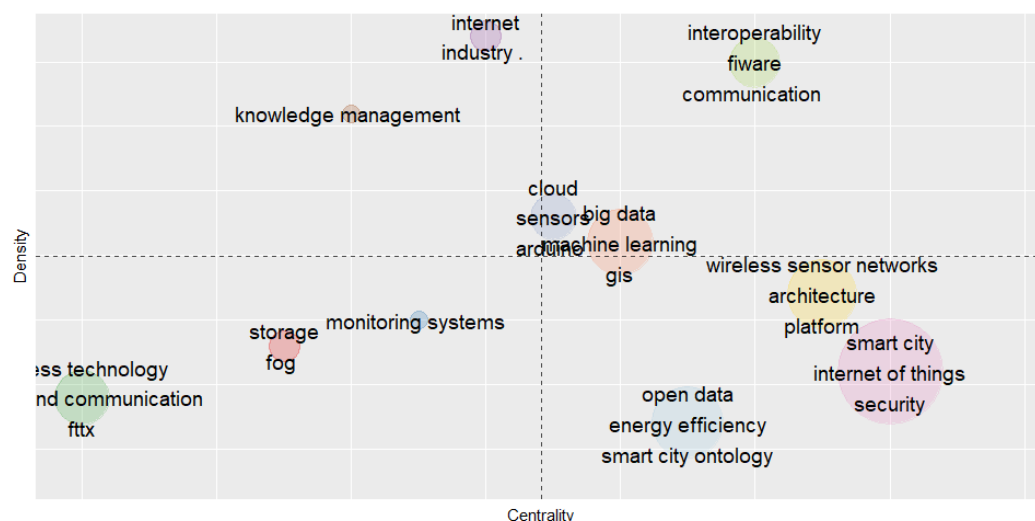 internet
industry .
interoperability
fiware
communication
knowledge management
cloud
sensors
arduino
big data
machine learning
gis
wireless sensor networks
architecture
platform
monitoring systems
storage
fog
smart city
internet of things
security
ess technology
nd communication
fttx
open data
energy efficiency
smart city ontology
Density
Centrality